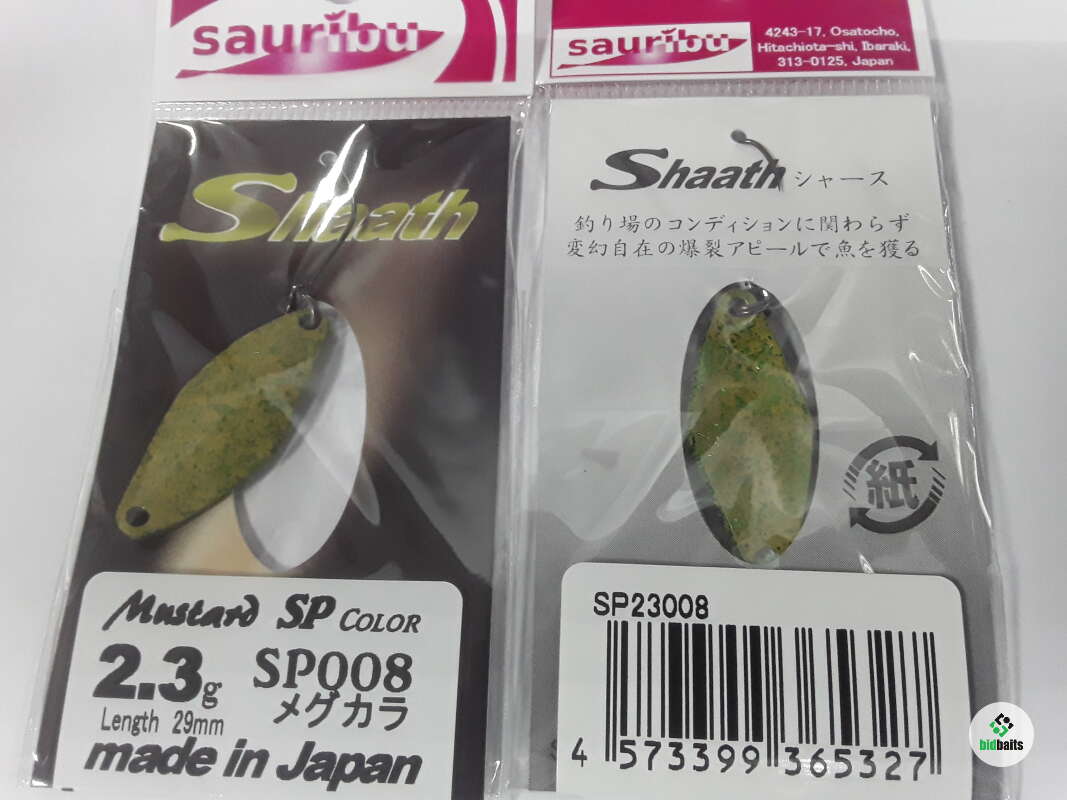 sauribu
Shaath
Mustard SP COLOR
2.3g
SP008
Length 29mm
メグカラ
made in Japan
sauribu
4243-17, Osatocho,
Hitachiota-shi, Ibaraki,
313-0125, Japan
Shaath シャース
釣り場のコンディションに関わらず
変幻自在の爆裂アピールで魚を獲る
紙
SP23008
4 573399 365327
bidbaits